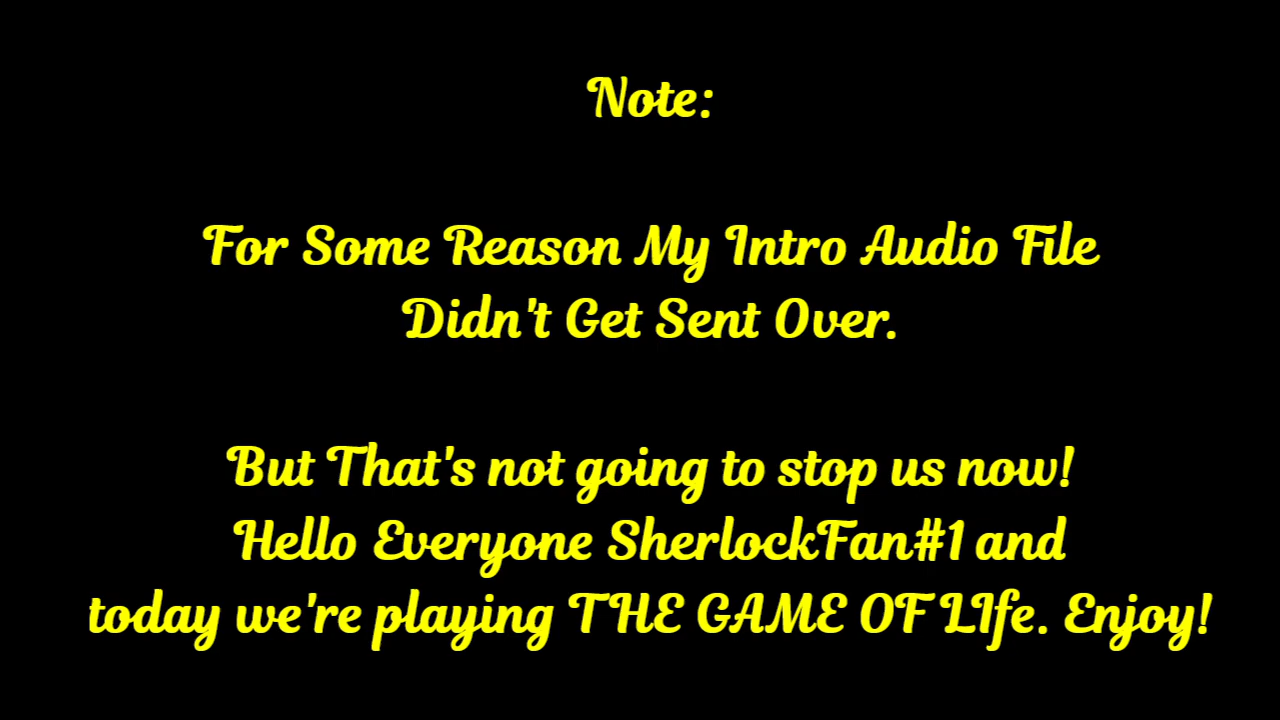 Note:
For Some Reason My Intro Audio File
Didn't Get Sent Over.
But That's not going to stop us now!
Hello Everyone SherlockFan#1 and
today we're playing THE GAME OF LIfe. Enjoy!